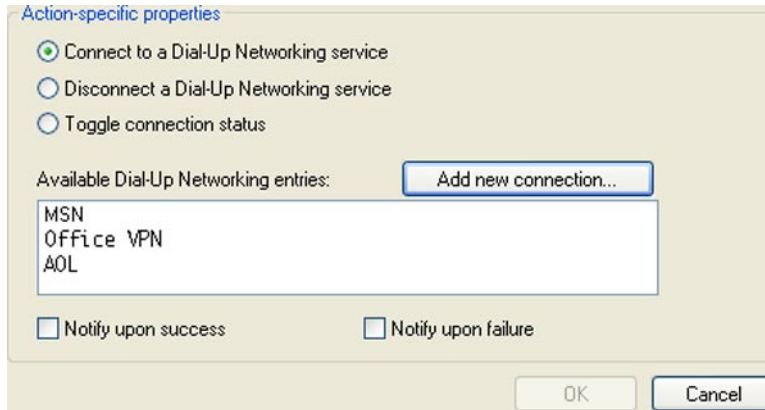 Action-specific properties
Connect to a Dial-Up Networking service
Disconnect a Dial-Up Networking service
Toggle connection status
Available Dial-Up Networking entries: Add new connection...
MSN
Office VPN
AOL
Notify upon success Notify upon failure
OK Cancel